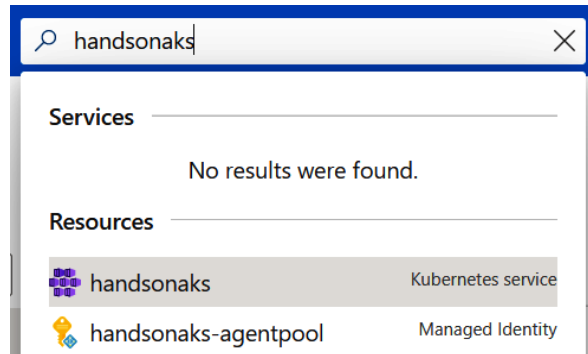 handsonaks
Services
No results were found.
Resources
handsonaks Kubernetes service
handsonaks-agentpool Managed Identity